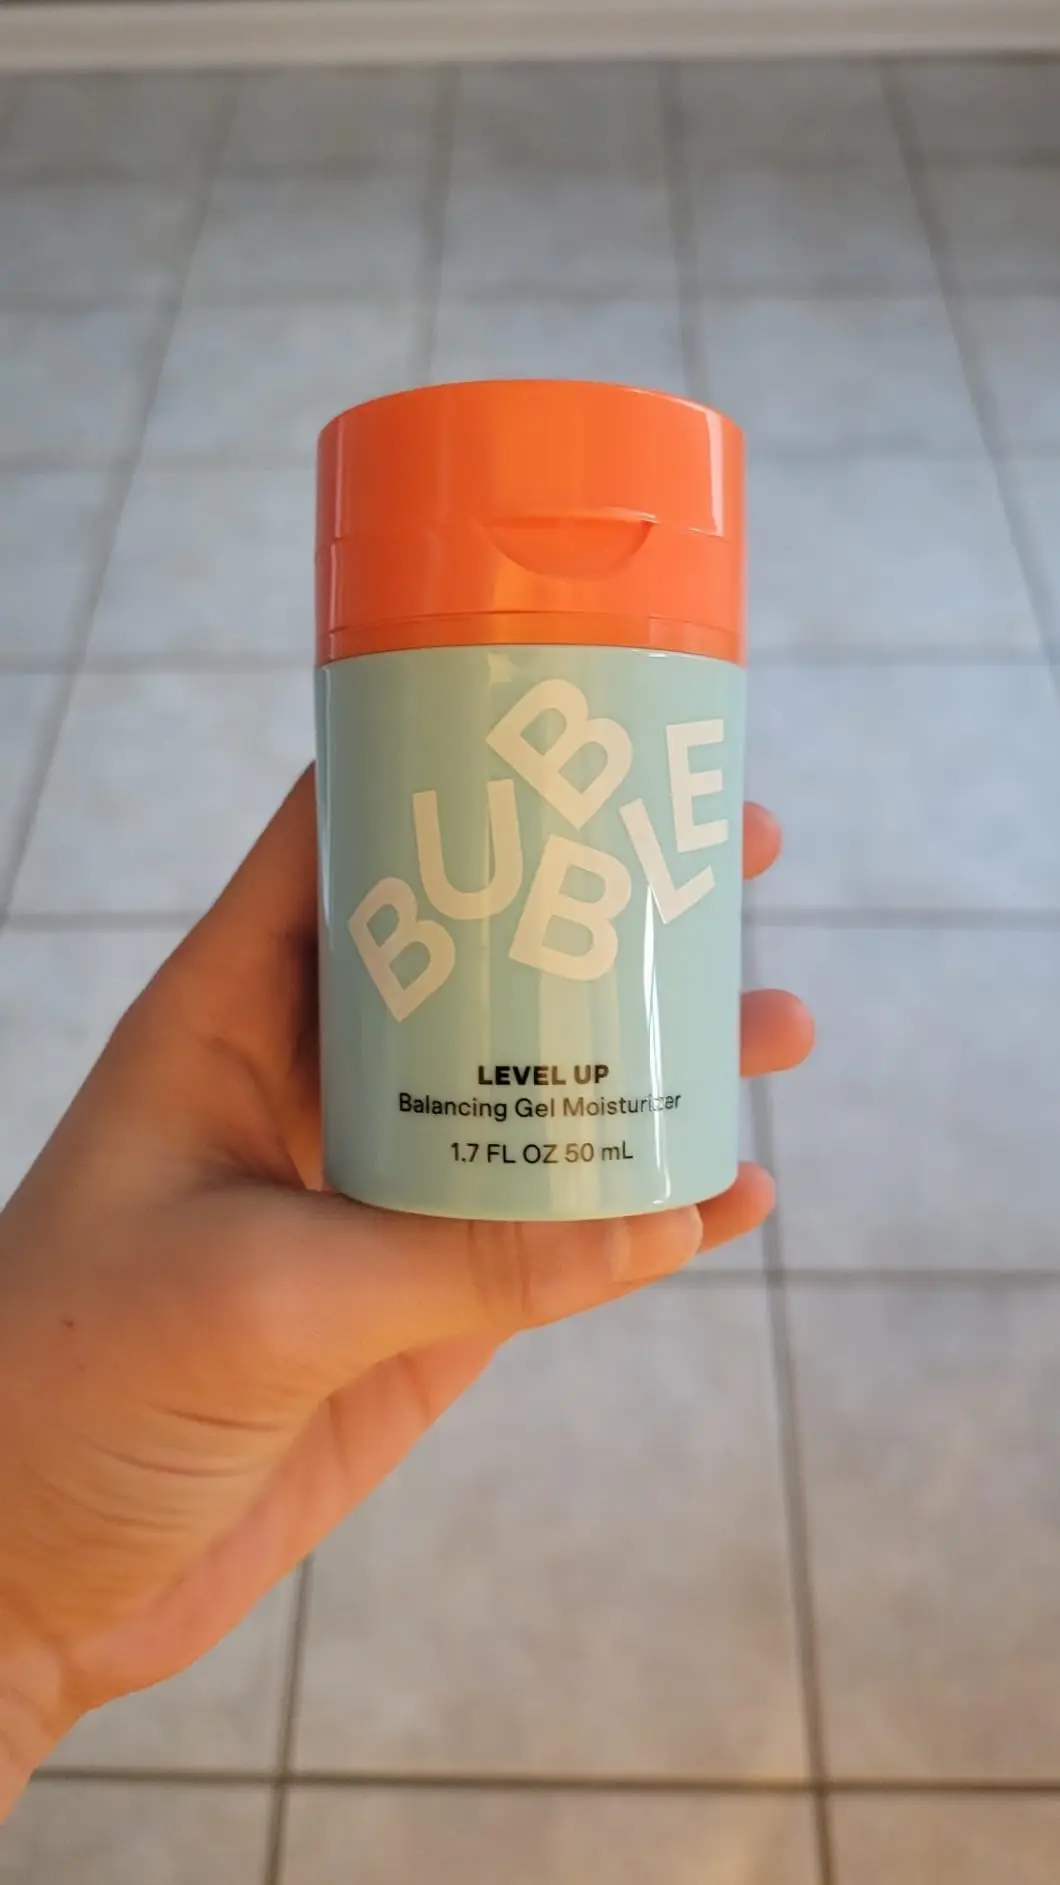 BUBBLE
LEVEL UP
Balancing Gel Moisturizer
1.7 FL OZ 50 mL